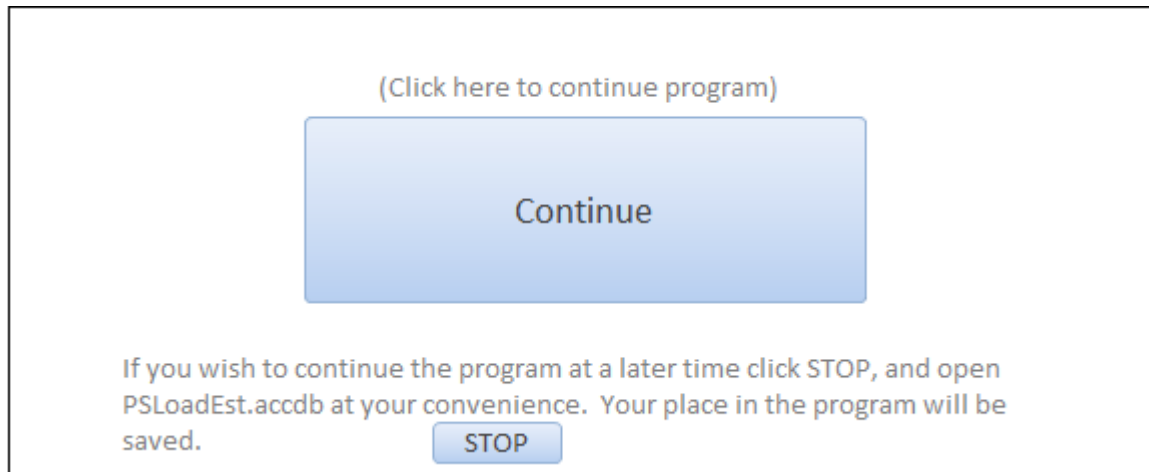 (Click here to continue program)
Continue
If you wish to continue the program at a later time click STOP, and open
PSLoadEst.accdb at your convenience.  Your place in the program will be
saved.
STOP